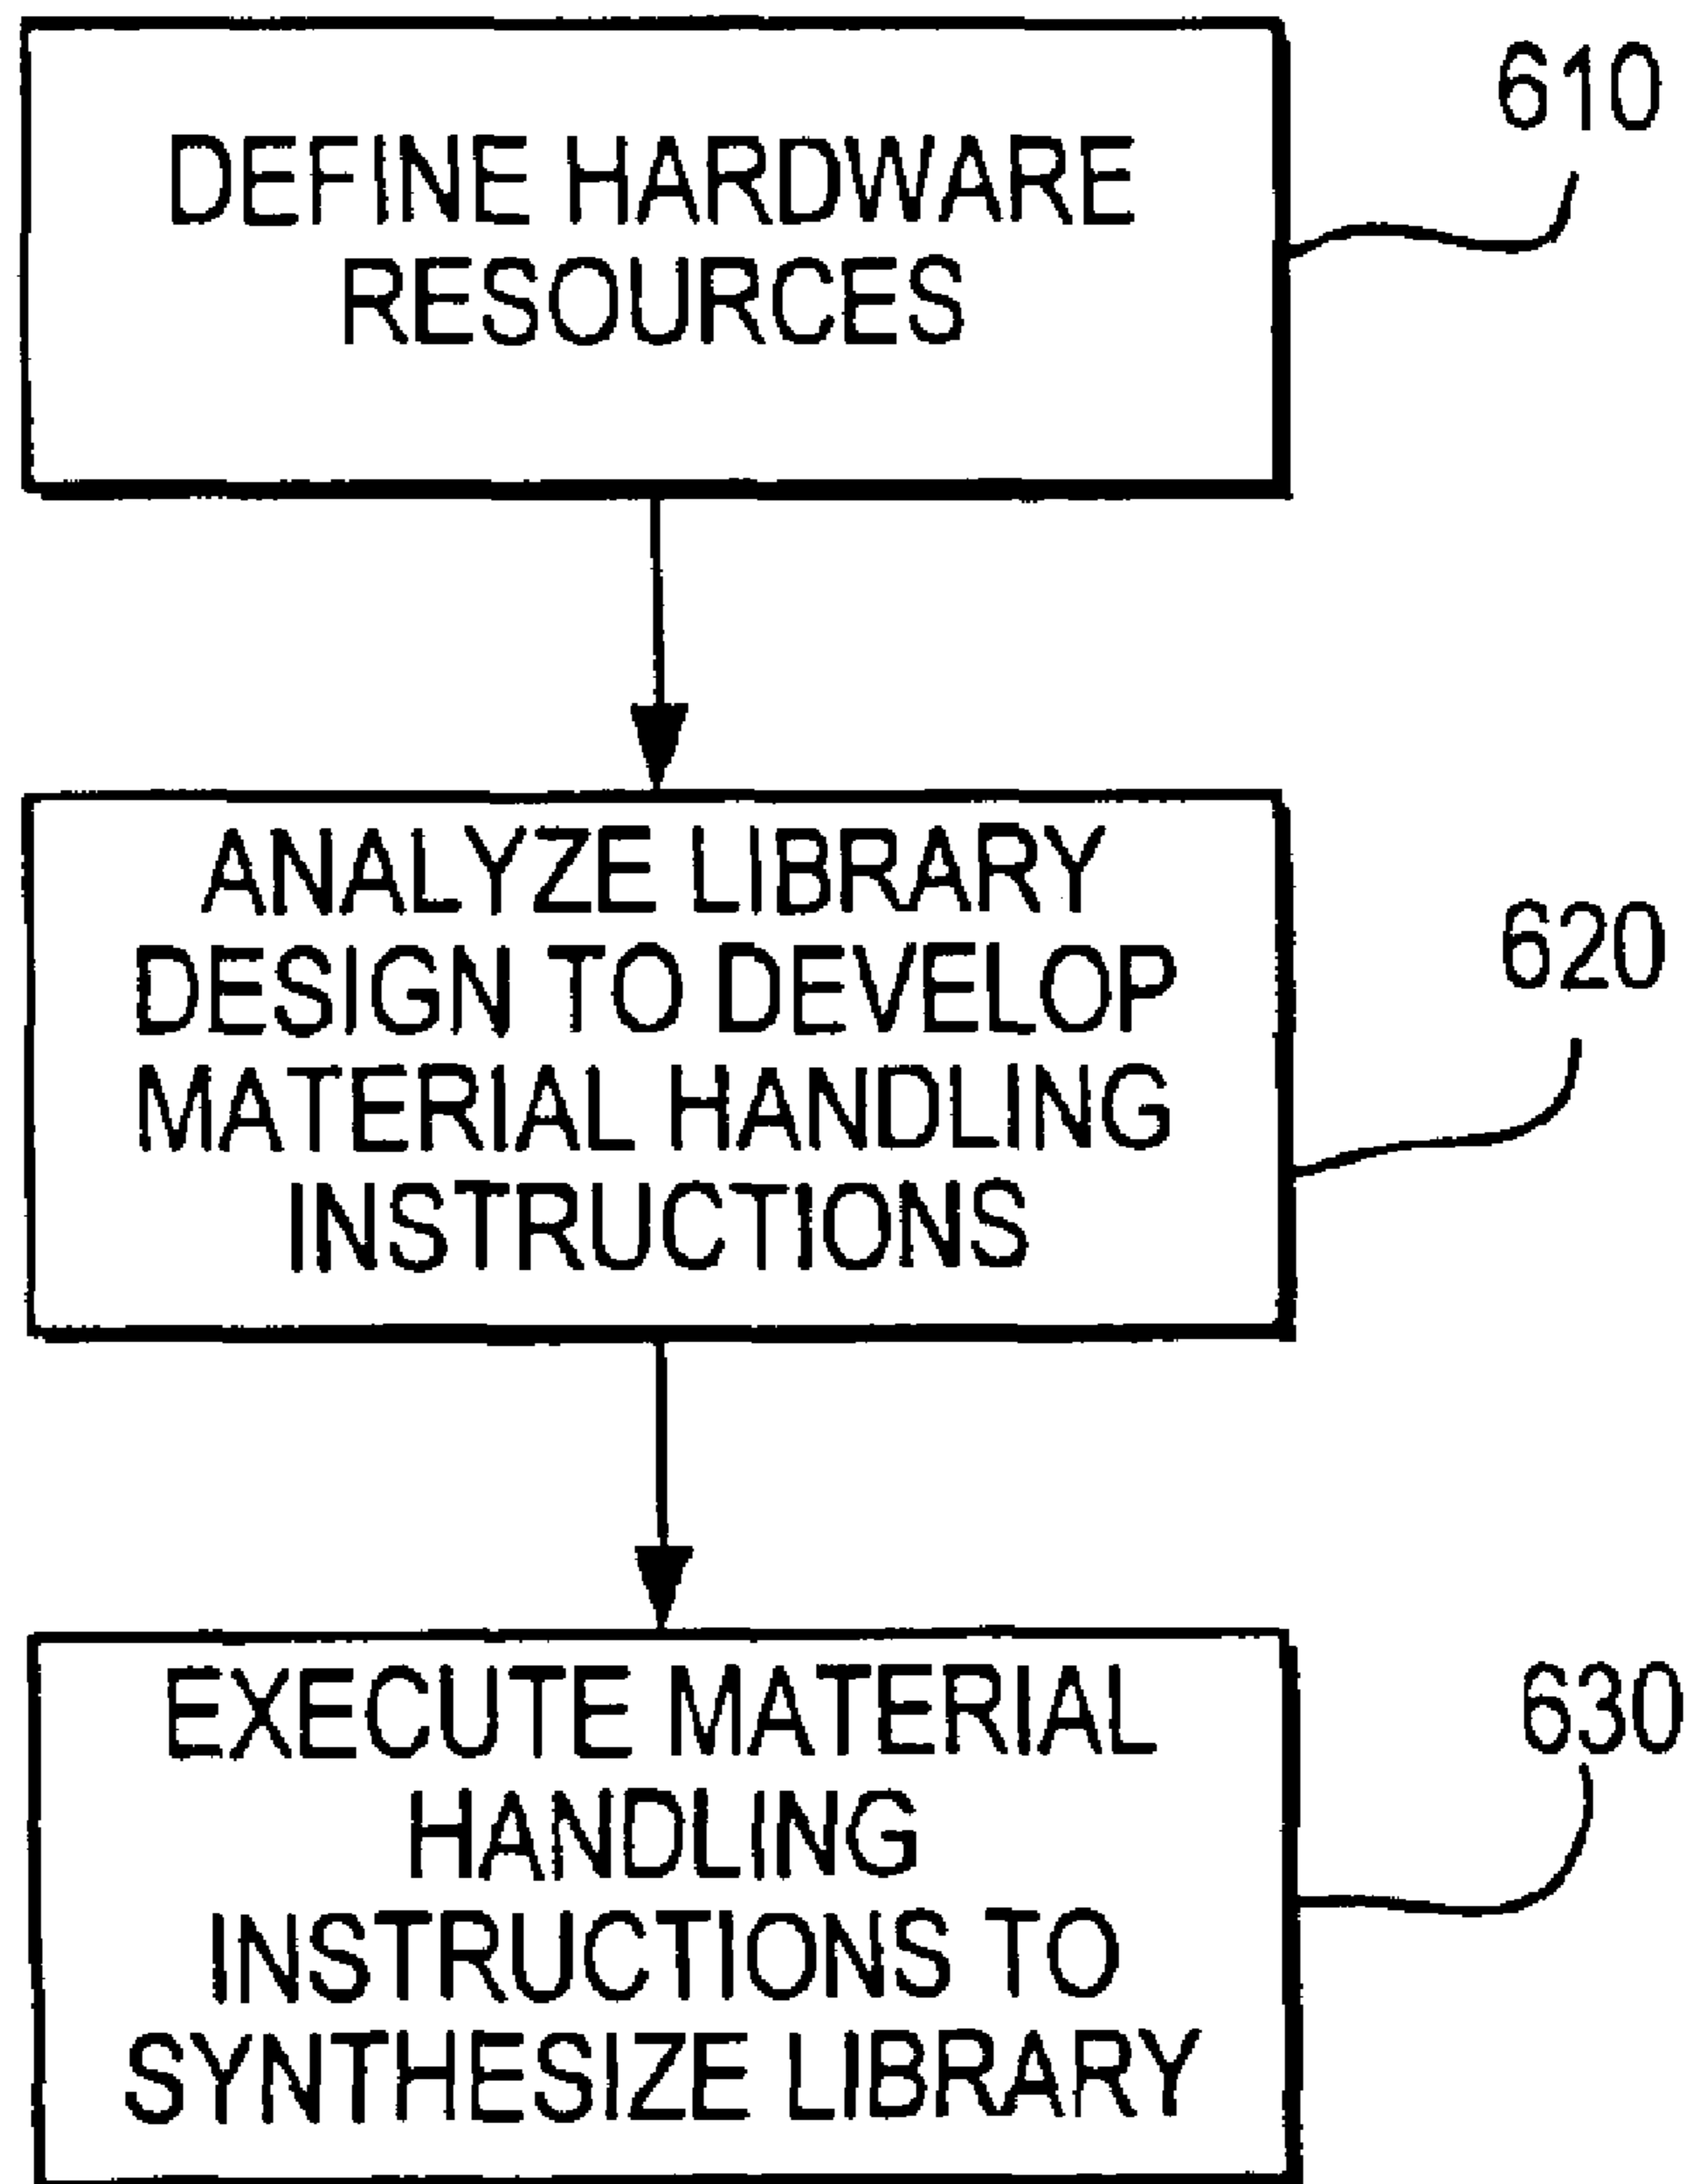 DEFINE HARDWARE
RESOURCES
610
ANALYZE LIBRARY
DESIGN TO DEVELOP
MATERIAL HANDLING
INSTRUCTIONS
620
EXECUTE MATERIAL
HANDLING
INSTRUCTIONS TO
SYNTHESIZE LIBRARY
630